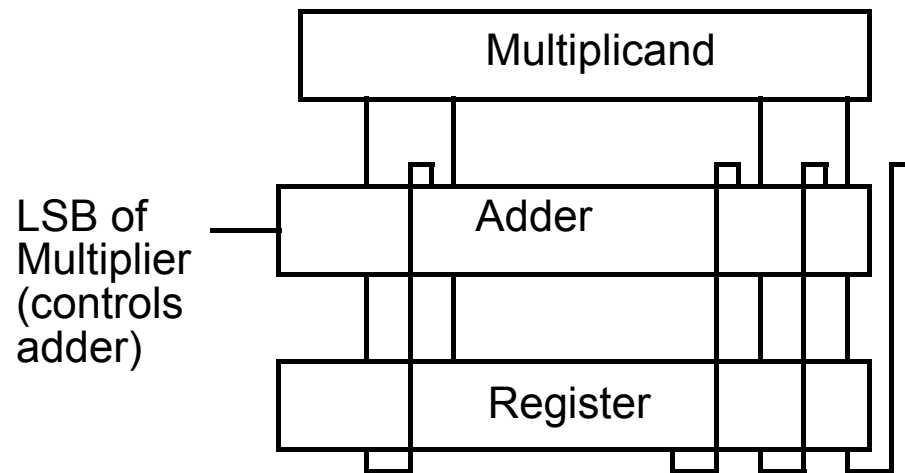 Multiplicand
Adder
LSB of
Multiplier
(controls
adder)
Register